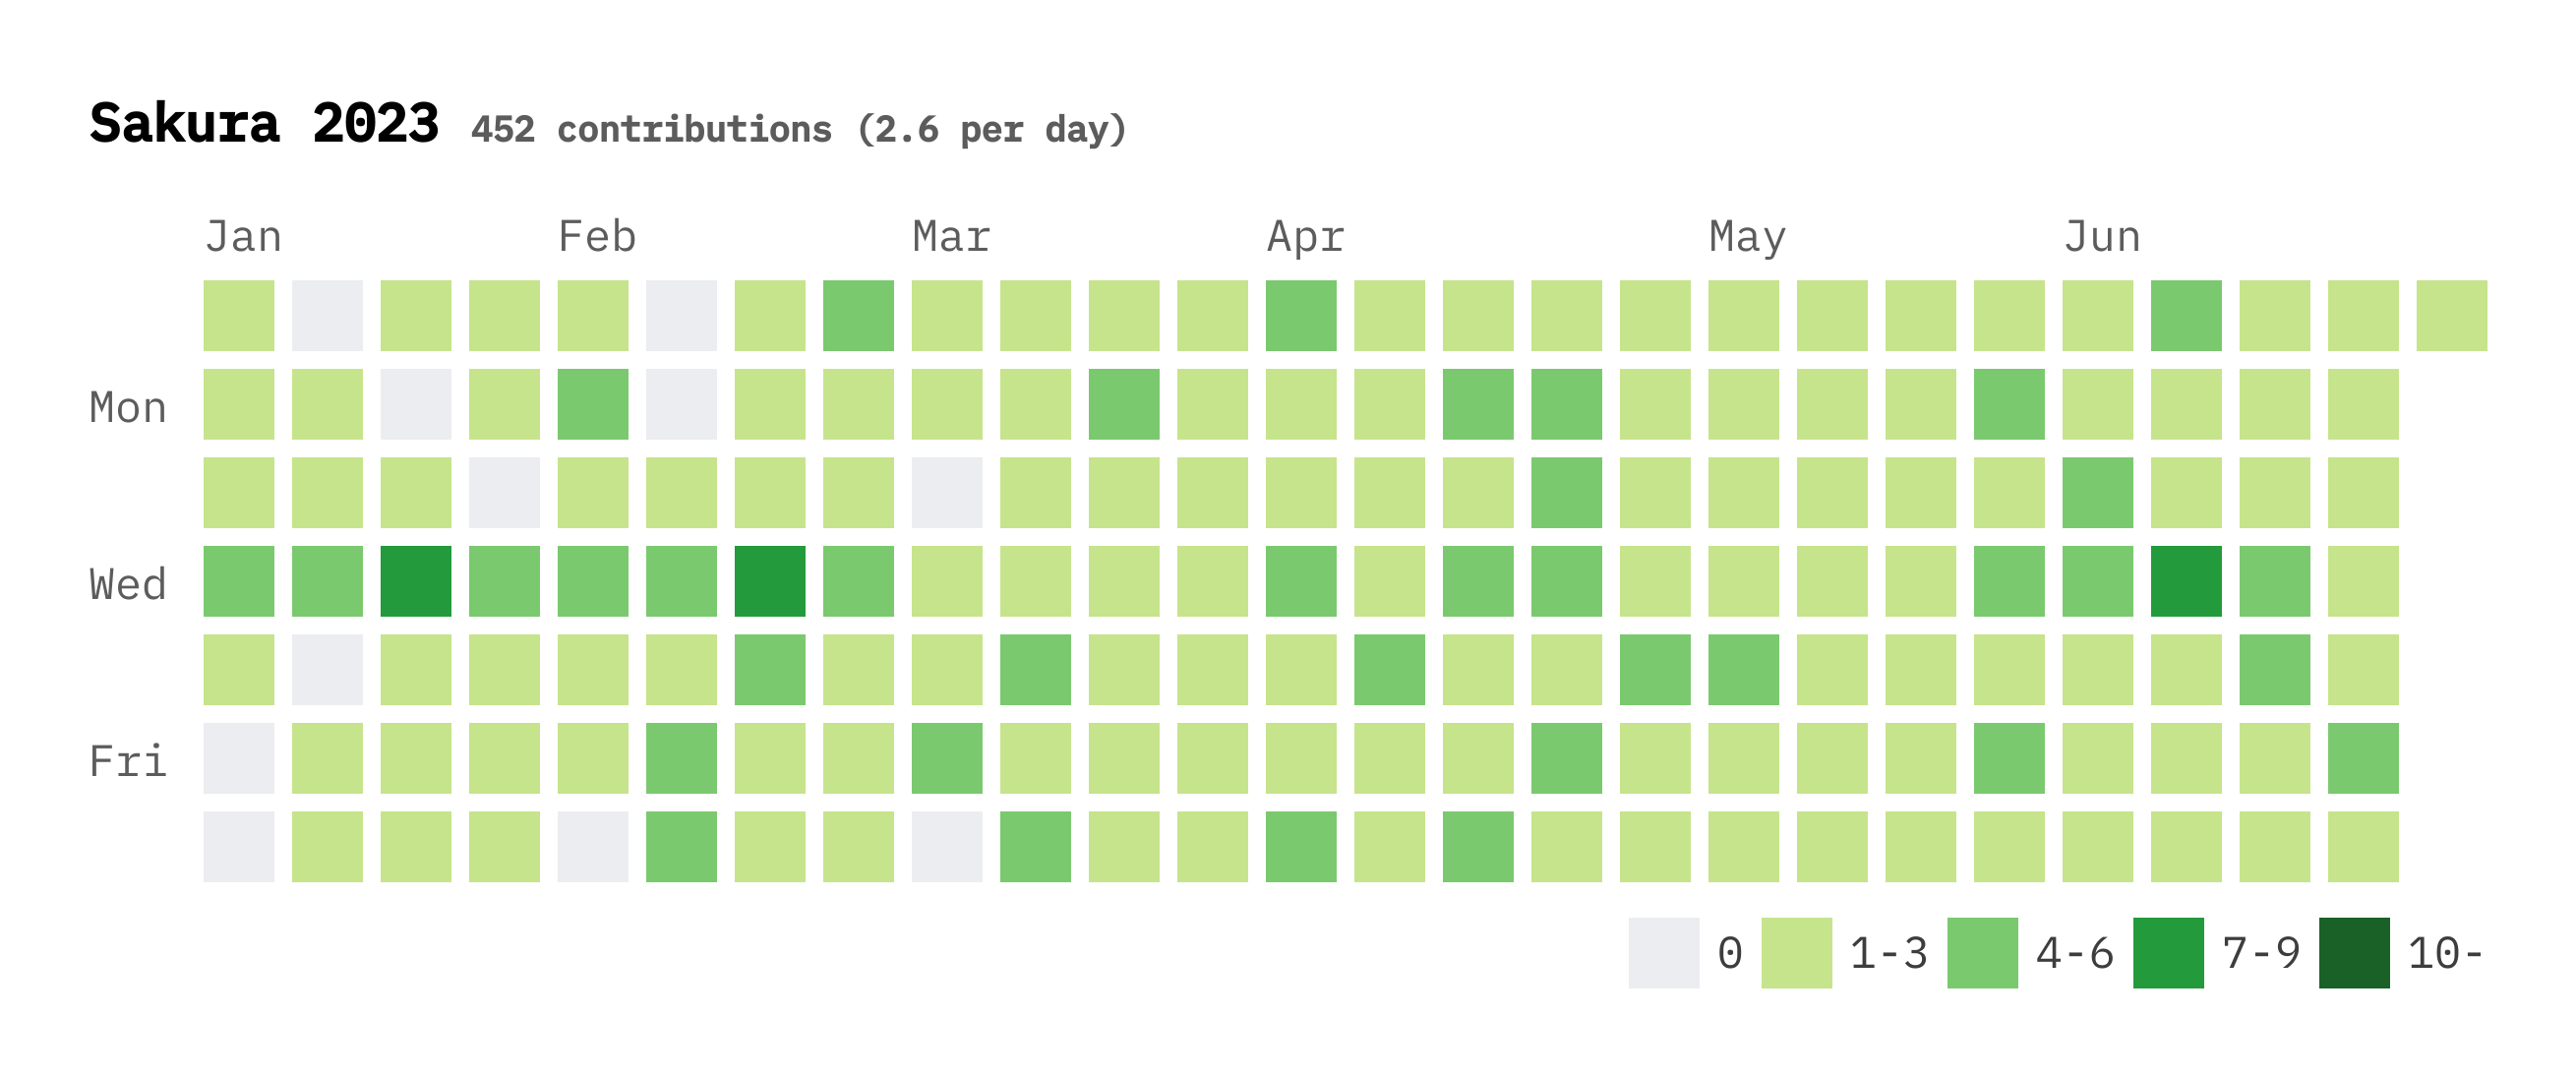 Sakura 2023 452 contributions (2.6 per day)
Jan Feb Mar Apr May Jun
Mon
Wed
Fri
0 1-3 4-6 7-9 10-